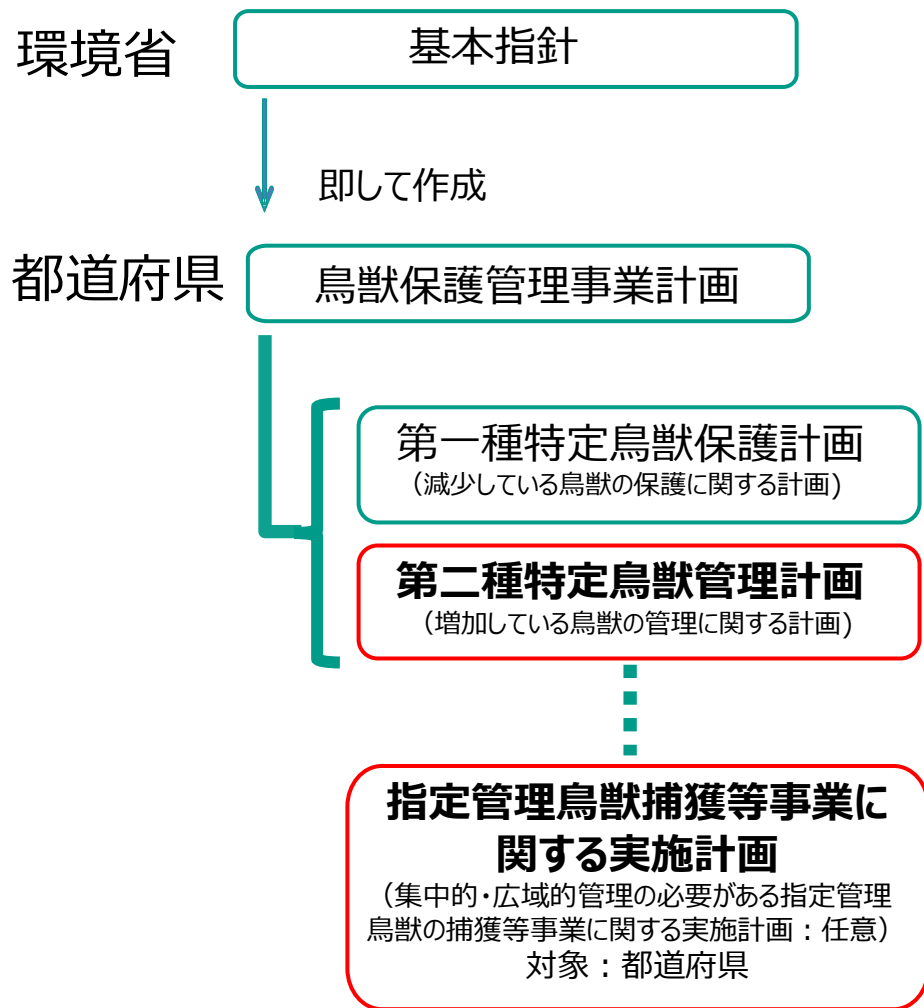 環境省
基本指針
即して作成
都道府県
鳥獣保護管理事業計画
第一種特定鳥獣保護計画
（減少している鳥獣の保護に関する計画)
第二種特定鳥獣管理計画
（増加している鳥獣の管理に関する計画)
指定管理鳥獣捕獲等事業に
関する実施計画
（集中的・広域的管理の必要がある指定管理
鳥獣の捕獲等事業に関する実施計画：任意）
対象：都道府県